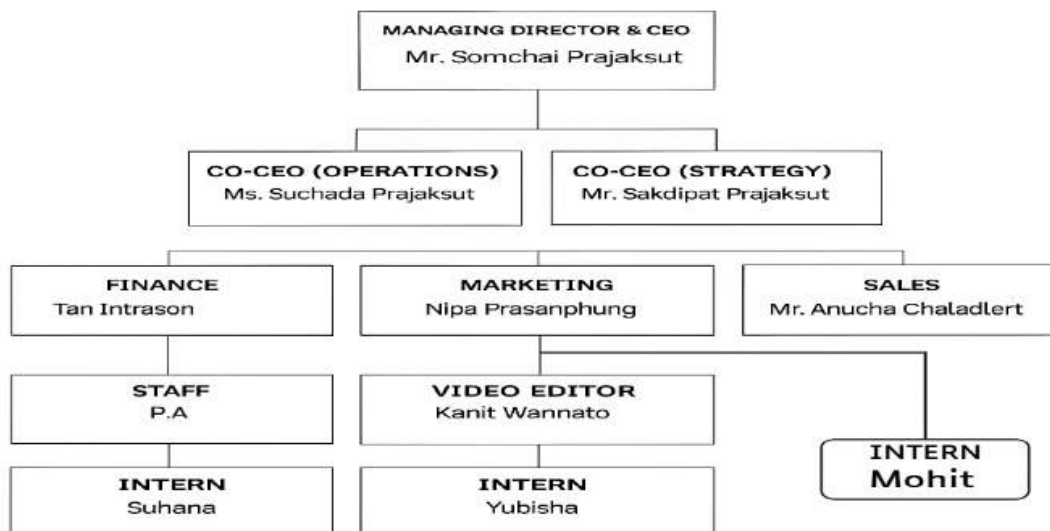 MANAGING DIRECTOR & CEO
Mr. Somchai Prajaksut
CO-CEO (OPERATIONS)
Ms. Suchada Prajaksut
CO-CEO (STRATEGY)
Mr. Sakdipat Prajaksut
FINANCE
Tan Intrason
MARKETING
Nipa Prasanphung
SALES
Mr. Anucha Chaladlert
STAFF
P.A
VIDEO EDITOR
Kanit Wannato
INTERN
Mohit
INTERN
Suhana
INTERN
Yubisha